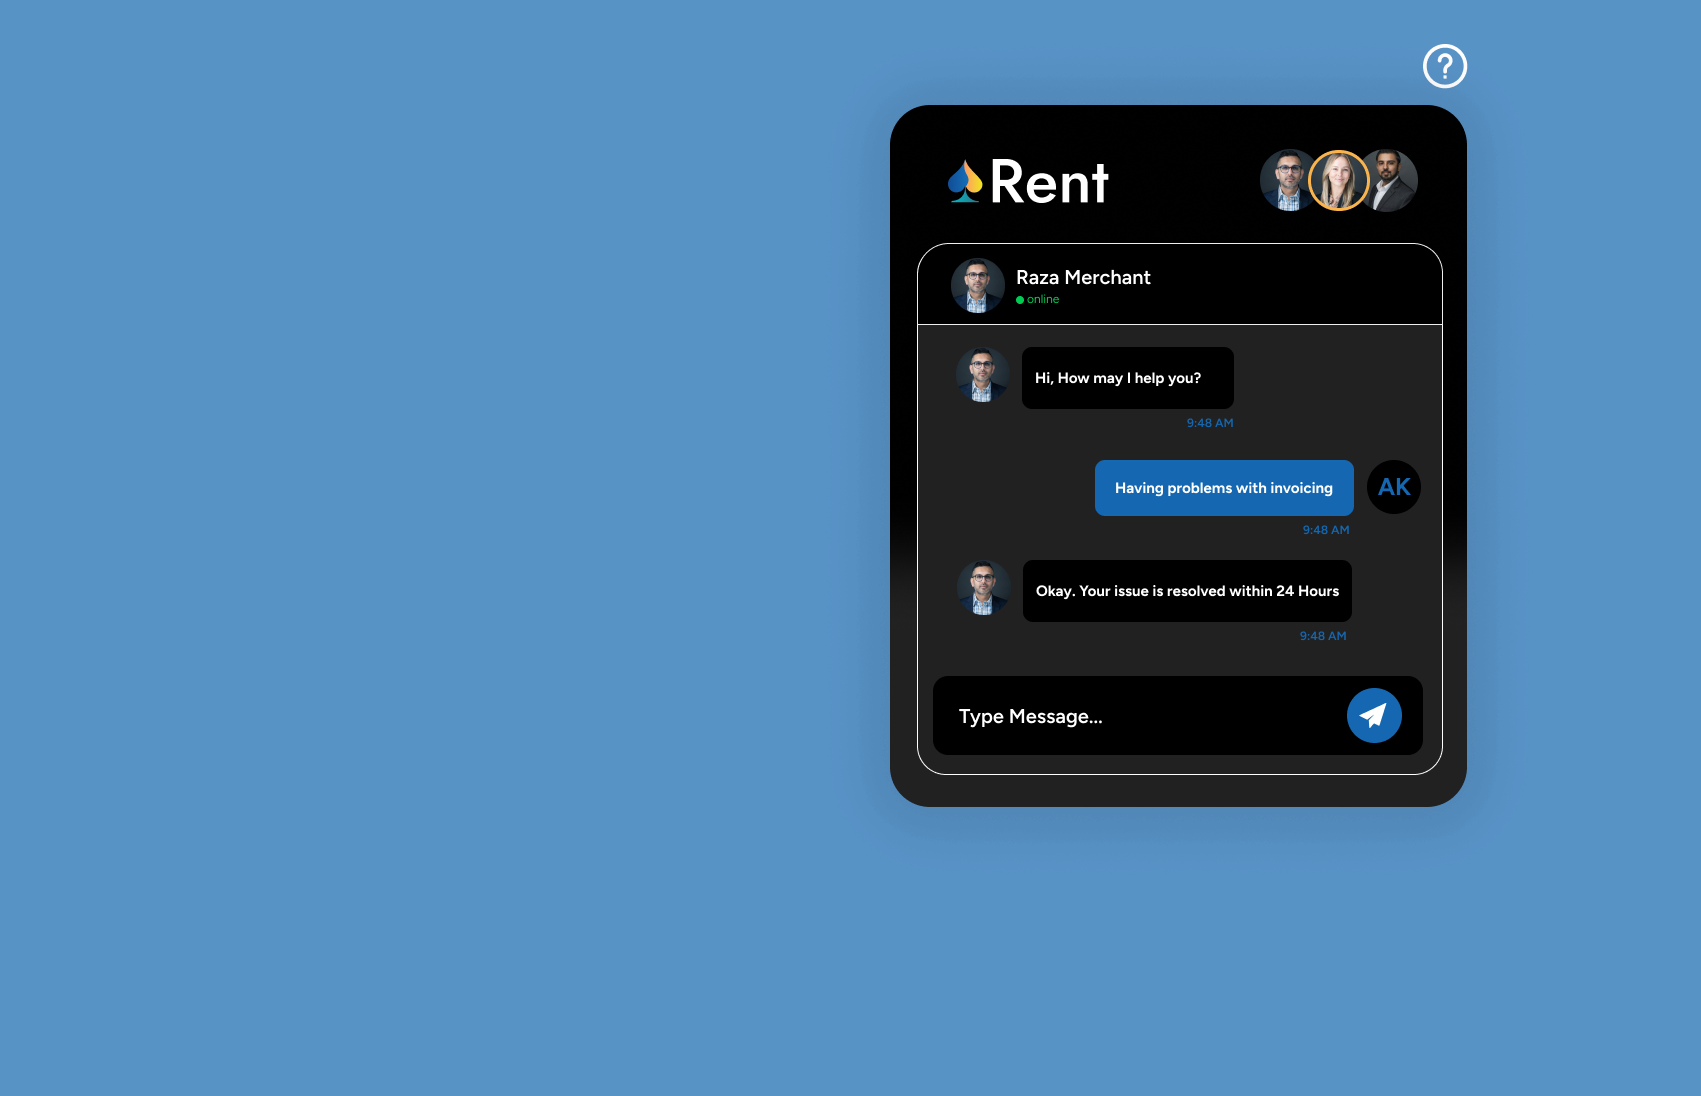 ?
Rent
Raza Merchant
online
Hi, How may I help you?
9:48 AM
Having problems with invoicing
AK
9:48 AM
Okay. Your issue is resolved within 24 Hours
9:48 AM
Type Message...